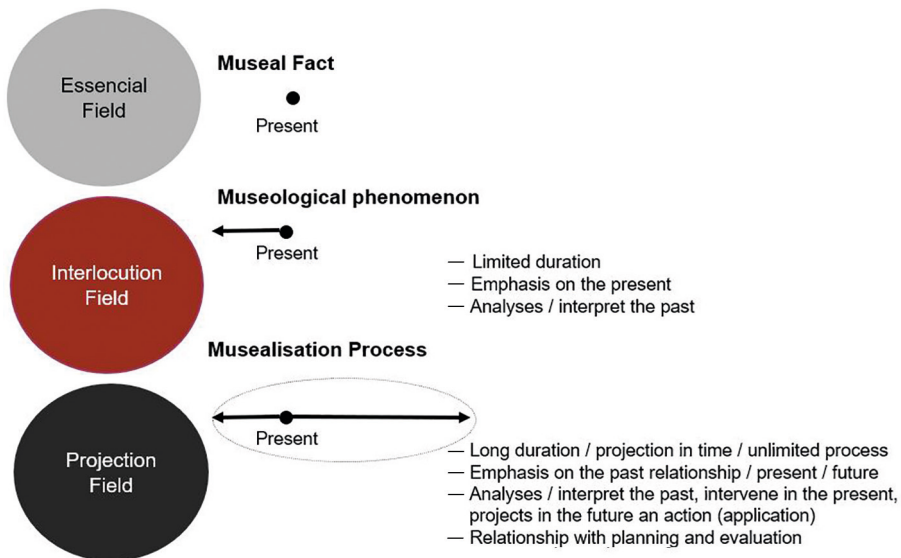 Essencial
Field
Museal Fact
Present
Museological phenomenon
Present
Interlocution
Field
— Limited duration
— Emphasis on the present
— Analyses / interpret the past
Musealisation Process
Present
Projection
Field
— Long duration / projection in time / unlimited process
— Emphasis on the past relationship / present / future
— Analyses / interpret the past, intervene in the present,
projects in the future an action (application)
— Relationship with planning and evaluation